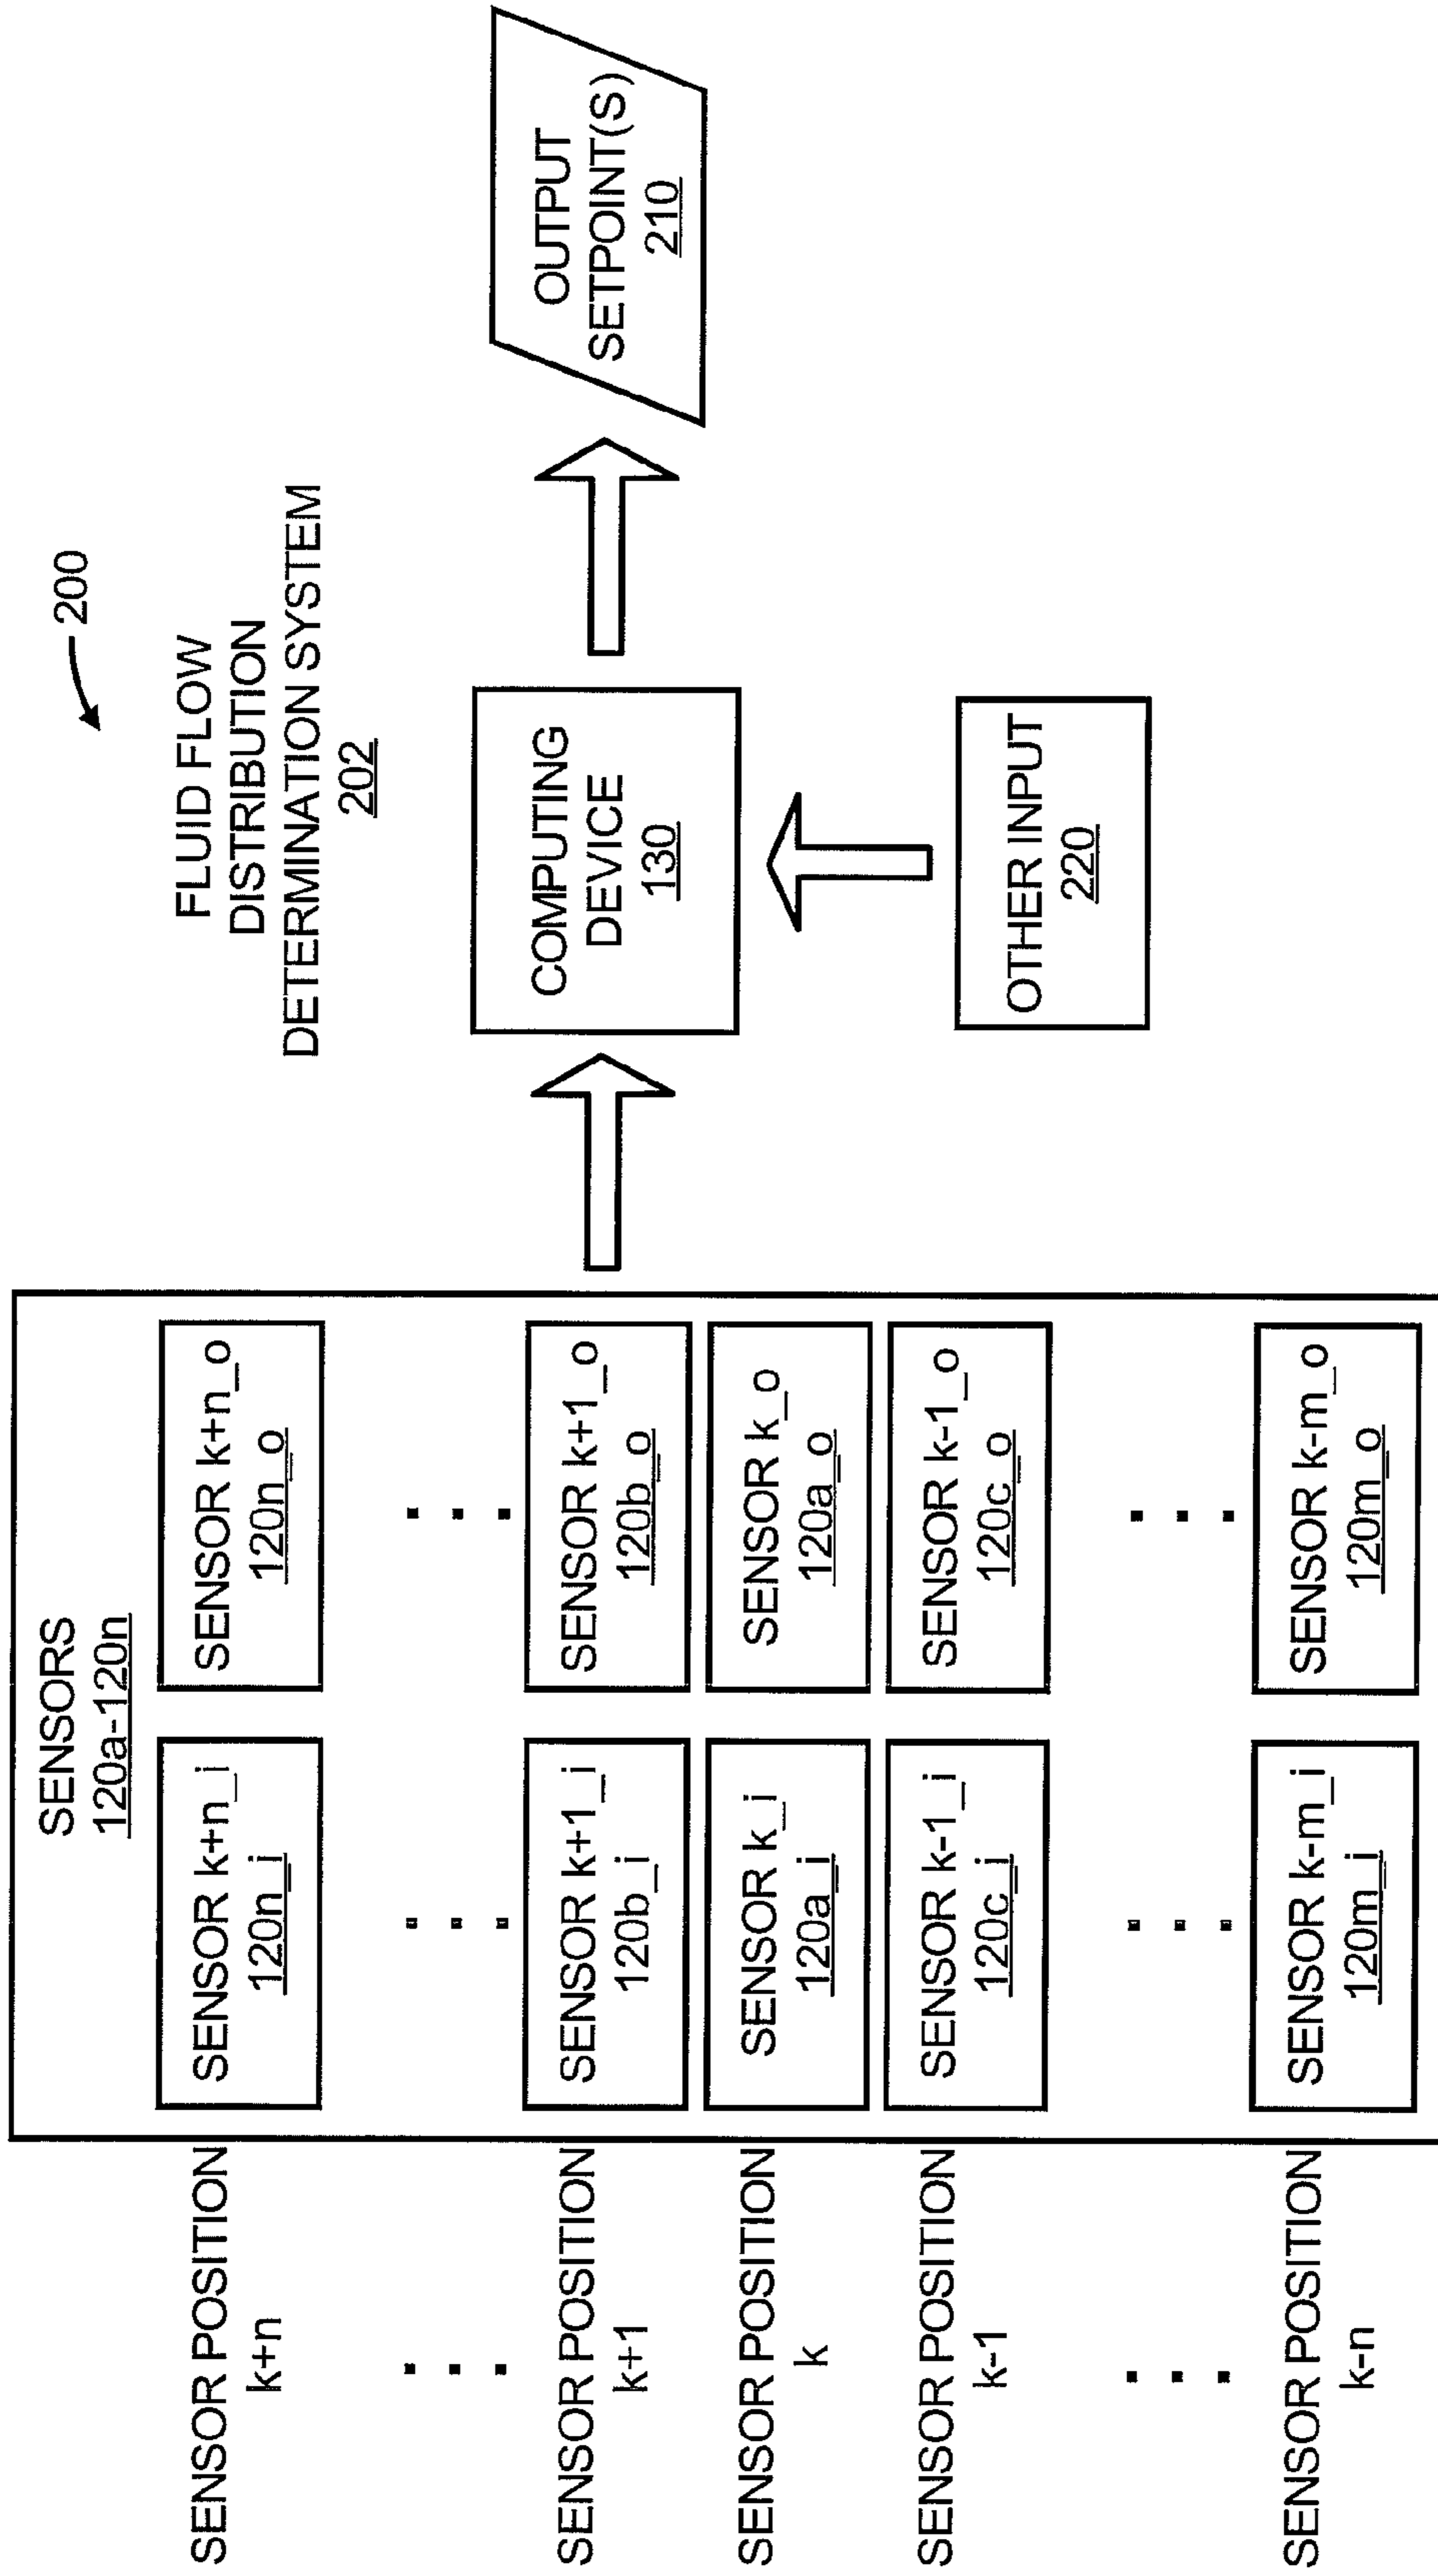 200
FLUID FLOW
DISTRIBUTION
DETERMINATION SYSTEM
202
SENSORS
120a-120n
SENSOR POSITION
k+n
SENSOR k+n_i
120n_i
SENSOR k+n_o
120n_o
SENSOR POSITION
k+1
SENSOR k+1_i
120b_i
SENSOR k+1_o
120b_o
SENSOR POSITION
k
SENSOR k_i
120a_i
SENSOR k_o
120a_o
SENSOR POSITION
k-1
SENSOR k-1_i
120c_i
SENSOR k-1_o
120c_o
SENSOR POSITION
k-n
SENSOR k-m_i
120m_i
SENSOR k-m_o
120m_o
COMPUTING
DEVICE
130
OUTPUT
SETPOINT(S)
210
OTHER INPUT
220